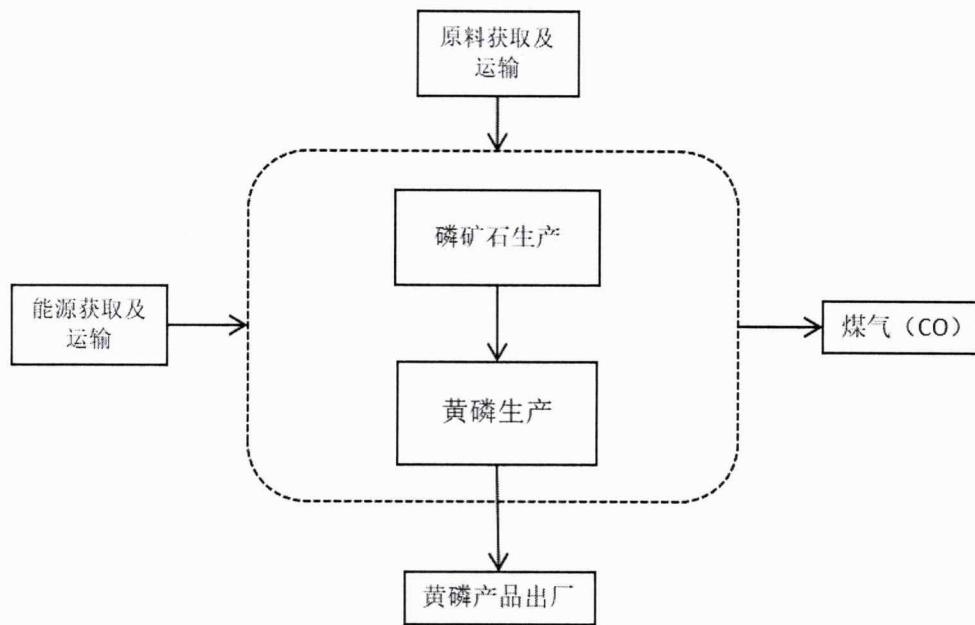 原料获取及
运输
磷矿石生产
能源获取及
运输
煤气（CO）
黄磷生产
黄磷产品出厂